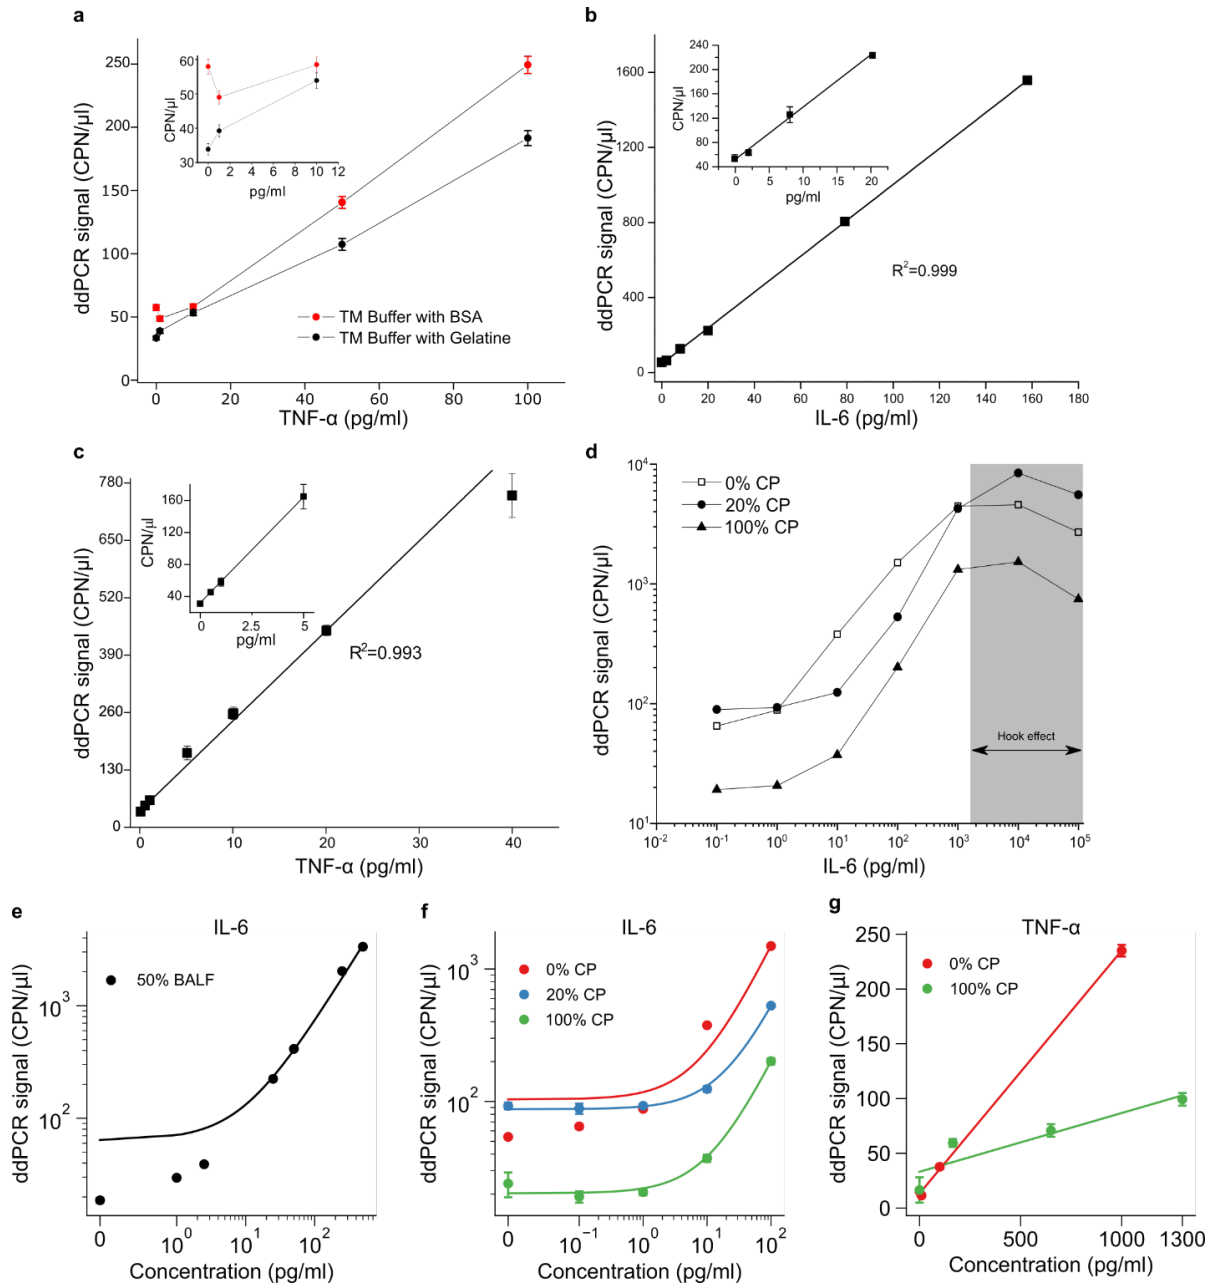 a
ddPCR signal (CPN/µl)
250
200
150
100
50
0
0
20
40
60
80
100
TNF-α (pg/ml)
CPN/µl
60
50
40
30
0
2
4
6
8
10
12
pg/ml
TM Buffer with BSA
TM Buffer with Gelatine
b
ddPCR signal (CPN/µl)
1600
1200
800
400
0
0
20
40
60
80
100
120
140
160
180
IL-6 (pg/ml)
CPN/µl
240
200
160
120
80
40
0
5
10
15
20
pg/ml
R²=0.999
c
ddPCR signal (CPN/µl)
780
650
520
390
260
130
0
0
10
20
30
40
TNF-α (pg/ml)
CPN/µl
160
120
80
40
0
2.5
5
pg/ml
R²=0.993
d
ddPCR signal (CPN/µl)
10⁴
10³
10²
10¹
10⁻²
10⁻¹
10⁰
10¹
10²
10³
10⁴
10⁵
IL-6 (pg/ml)
0% CP
20% CP
100% CP
Hook effect
e
IL-6
ddPCR signal (CPN/µl)
10³
10²
50% BALF
0
10⁰
10¹
10²
Concentration (pg/ml)
f
IL-6
ddPCR signal (CPN/µl)
10³
10²
0% CP
20% CP
100% CP
0
10⁻¹
10⁰
10¹
10²
Concentration (pg/ml)
g
TNF-α
ddPCR signal (CPN/µl)
250
200
150
100
50
0
0% CP
100% CP
0
500
1000
1300
Concentration (pg/ml)